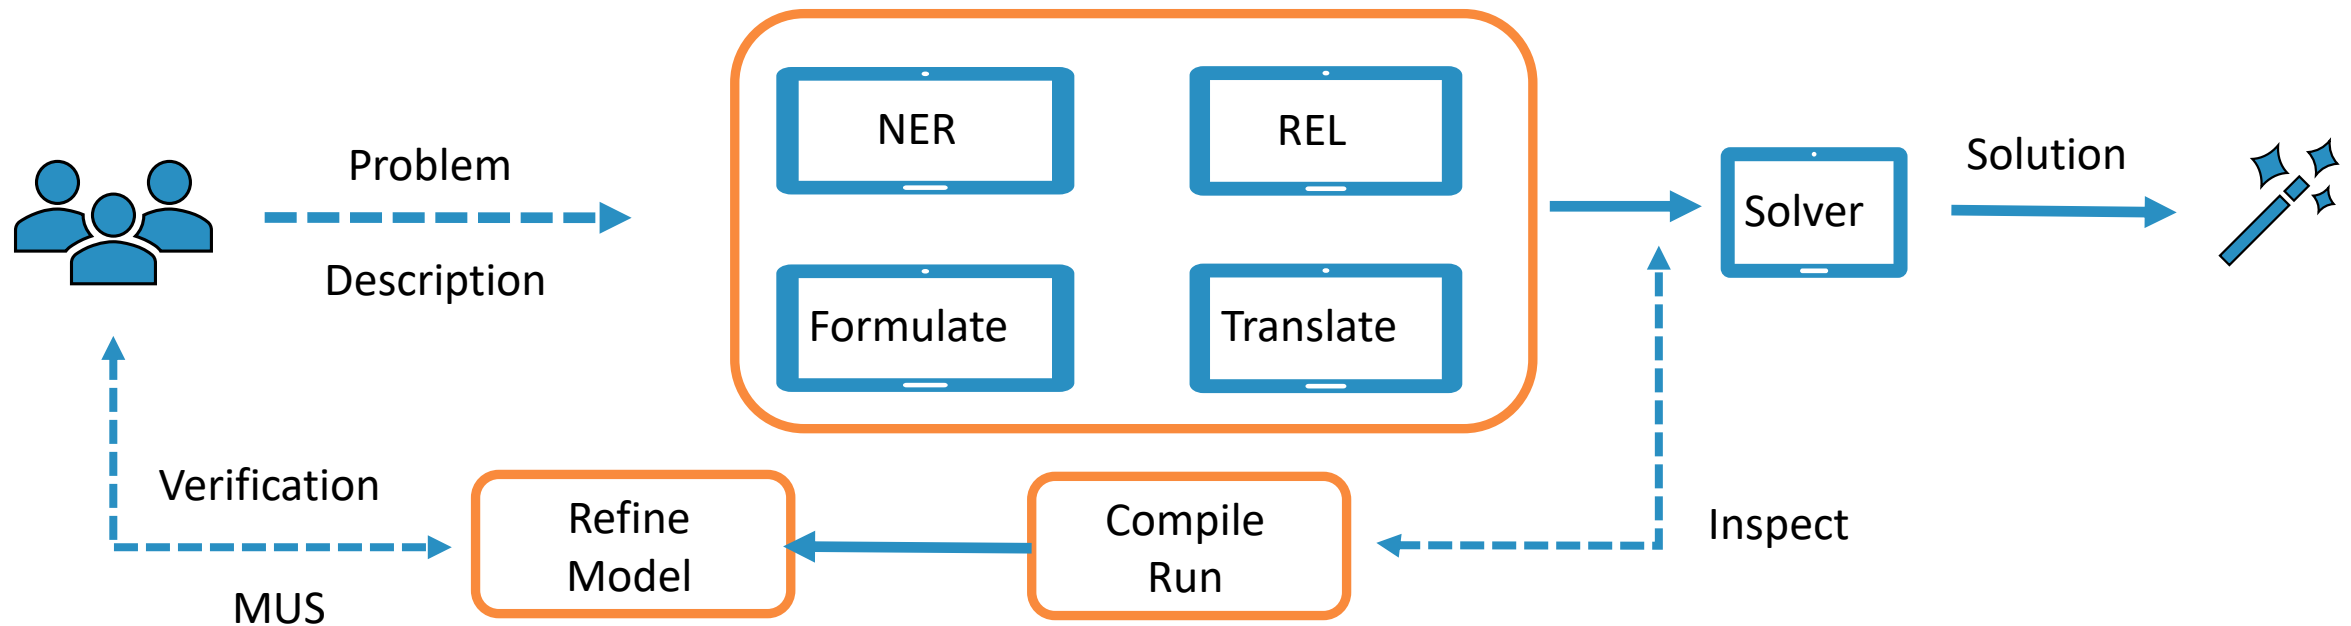 Problem
Description
NER
REL
Formulate
Translate
Solver
Solution
Verification
MUS
Refine
Model
Compile
Run
Inspect